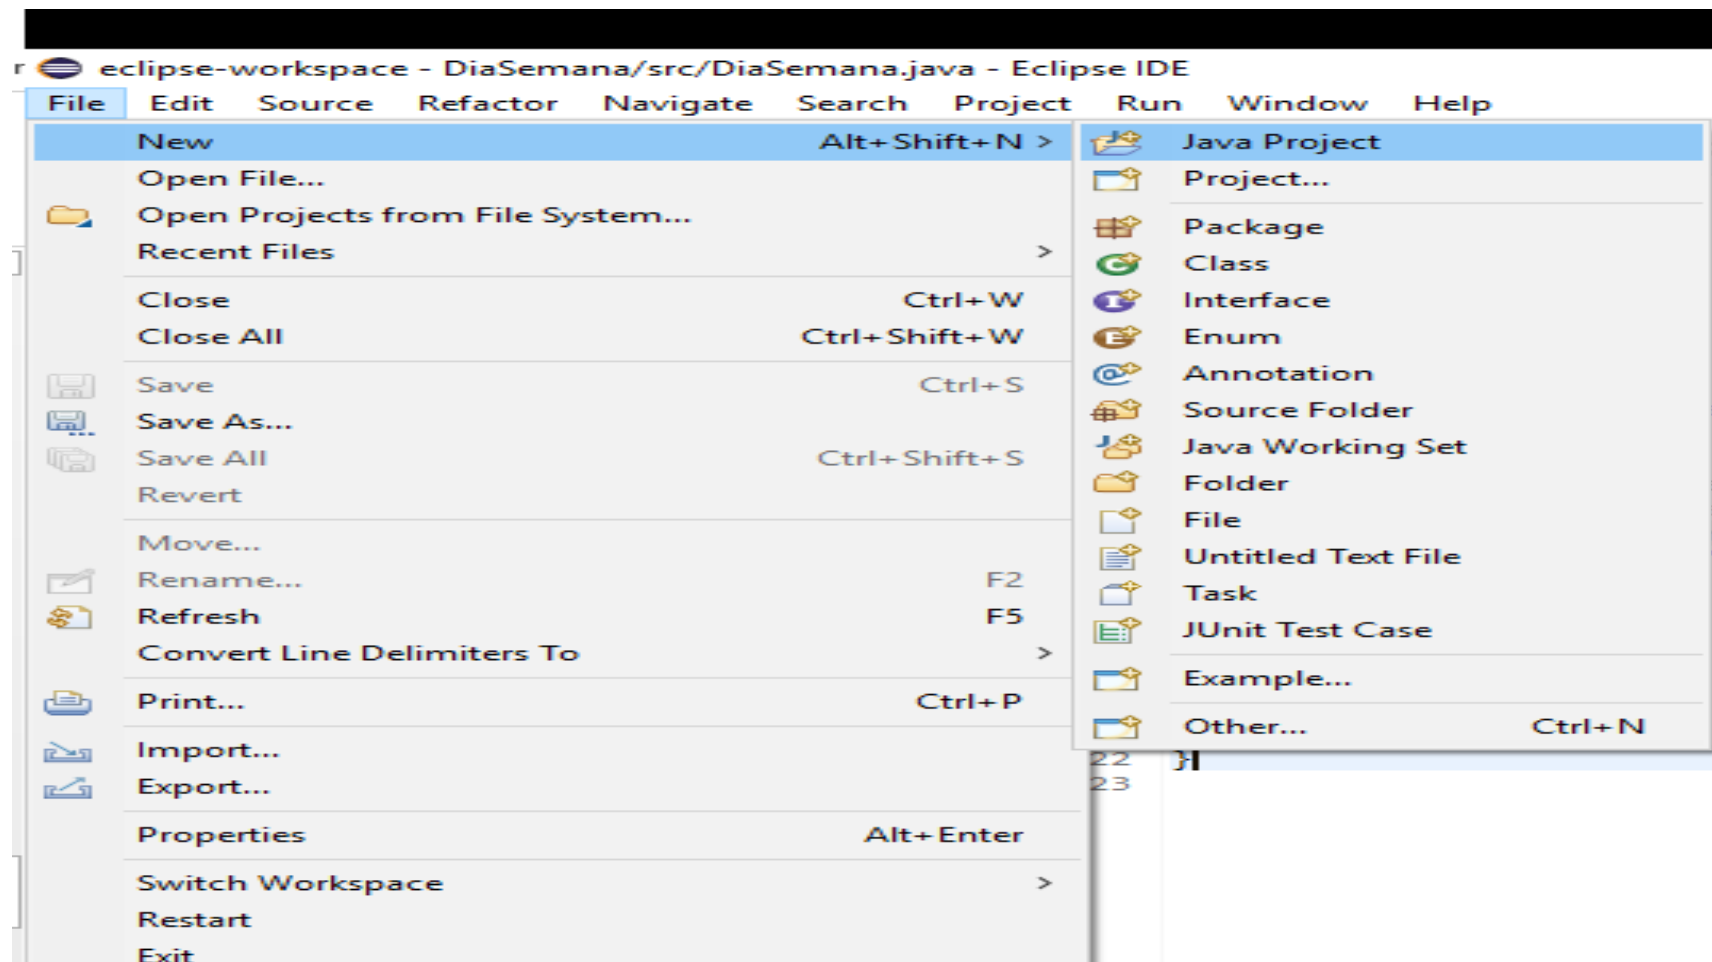 r eclipse-workspace - DiaSemana/src/DiaSemana.java - Eclipse IDE
File Edit Source Refactor Navigate Search Project Run Window Help
New Alt+Shift+N >
Open File...
Open Projects from File System...
Recent Files >
Close Ctrl+W
Close All Ctrl+Shift+W
Save Ctrl+S
Save As...
Save All Ctrl+Shift+S
Revert
Move...
Rename... F2
Refresh F5
Convert Line Delimiters To >
Print... Ctrl+P
Import...
Export...
Properties Alt+Enter
Switch Workspace >
Restart
Exit
Java Project
Project...
Package
Class
Interface
Enum
Annotation
Source Folder
Java Working Set
Folder
File
Untitled Text File
Task
JUnit Test Case
Example...
Other... Ctrl+N
22 }
23